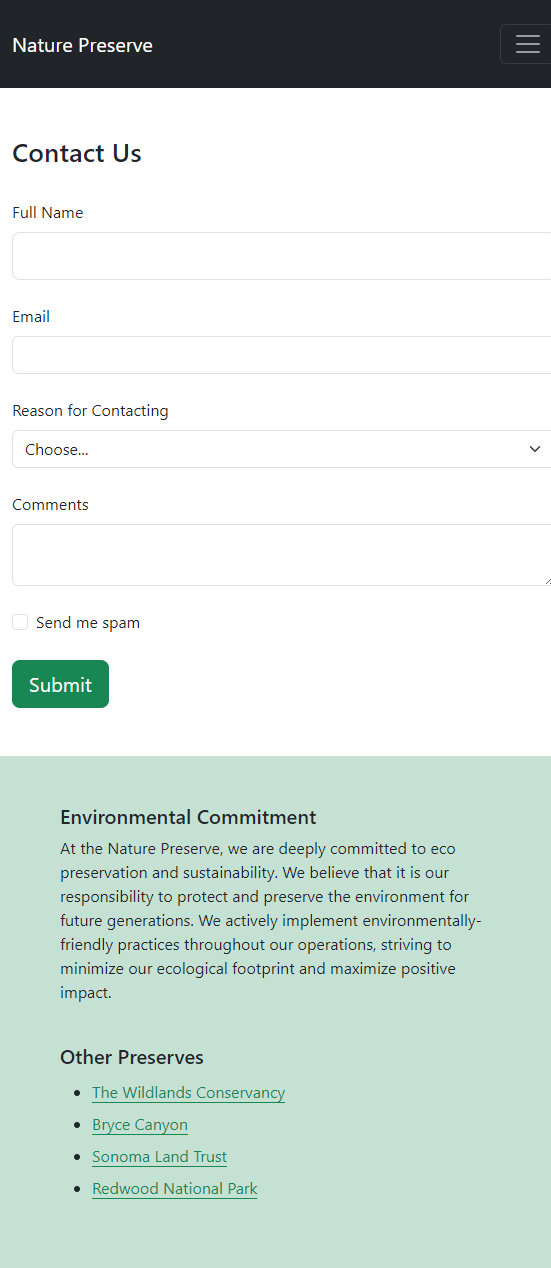 Nature Preserve
Contact Us
Full Name
Email
Reason for Contacting
Choose...
Comments
Send me spam
Submit
Environmental Commitment
At the Nature Preserve, we are deeply committed to eco
preservation and sustainability. We believe that it is our
responsibility to protect and preserve the environment for
future generations. We actively implement environmentally-
friendly practices throughout our operations, striving to
minimize our ecological footprint and maximize positive
impact.
Other Preserves
The Wildlands Conservancy
Bryce Canyon
Sonoma Land Trust
Redwood National Park